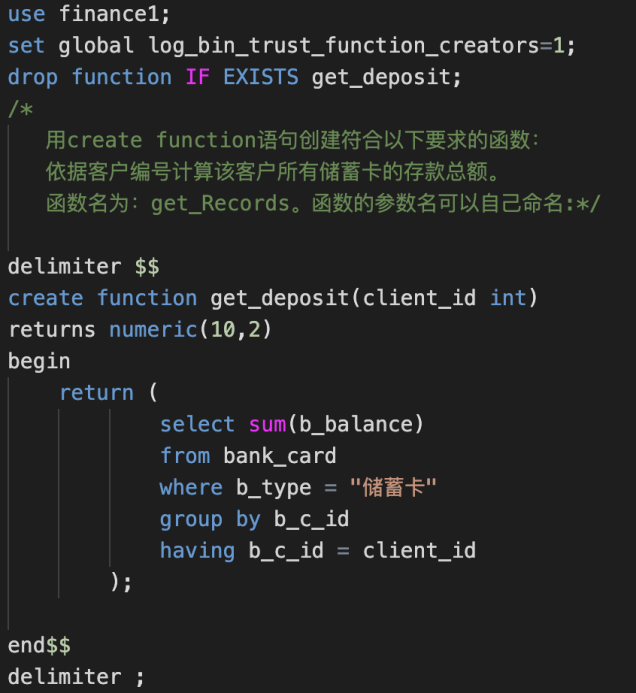 use finance1;
set global log_bin_trust_function_creators=1;
drop function IF EXISTS get_deposit;
/*
用create function语句创建符合以下要求的函数：
依据客户编号计算该客户所有储蓄卡的存款总额。
函数名为：get_Records。函数的参数名可以自己命名:*/
delimiter $$
create function get_deposit(client_id int)
returns numeric(10,2)
begin
return (
select sum(b_balance)
from bank_card
where b_type = "储蓄卡"
group by b_c_id
having b_c_id = client_id
);
end$$
delimiter ;